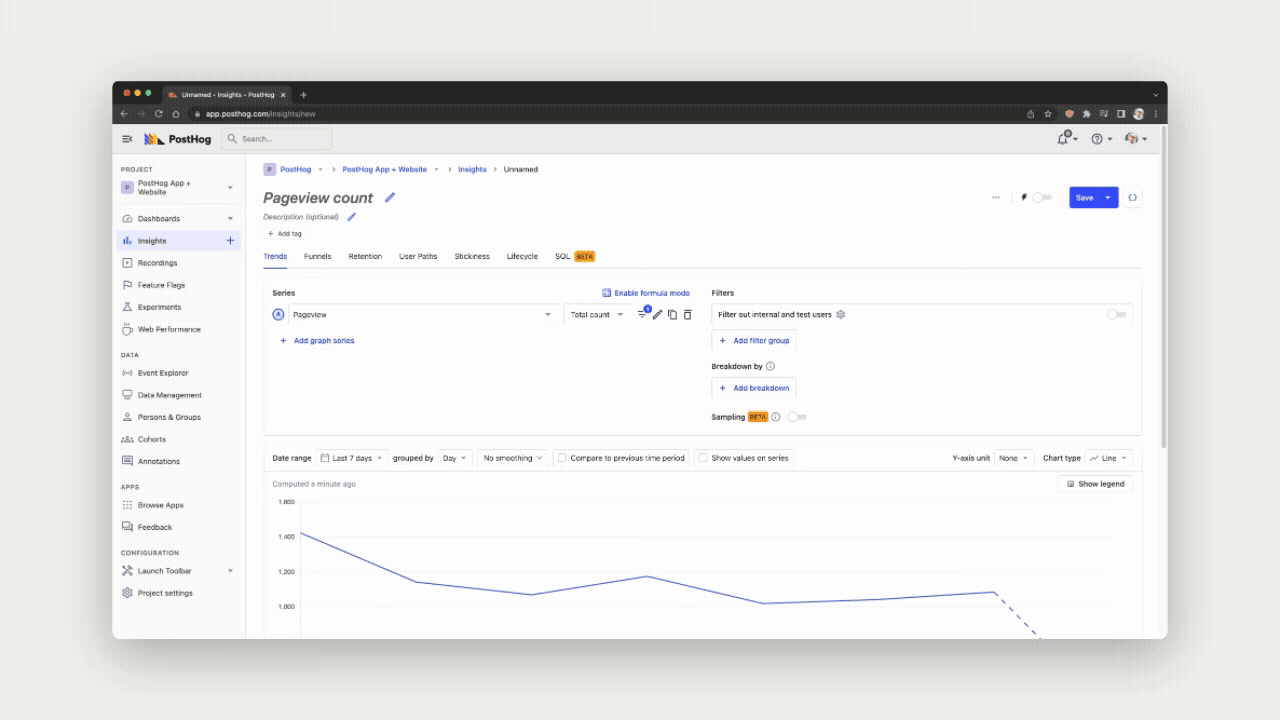 Unnamed • Insights • PostHog
app.posthog.com/insights/new
PostHog
Search...
0
PROJECT
P
PostHog App +
Website
Dashboards
Insights
Recordings
Feature Flags
Experiments
Web Performance
DATA
Event Explorer
Data Management
Persons & Groups
Cohorts
Annotations
APPS
Browse Apps
Feedback
CONFIGURATION
Launch Toolbar
Project settings
P PostHog PostHog App + Website Insights Unnamed
Pageview count
Save
Description (optional)
+ Add tag
Trends Funnels Retention User Paths Stickiness Lifecycle SQL BETA
Series Enable formula mode
A Pageview Total count 1
+ Add graph series
Filters
Filter out internal and test users
+ Add filter group
Breakdown by
+ Add breakdown
Sampling BETA
Date range Last 7 days grouped by Day No smoothing Compare to previous time period Show values on series Y-axis unit None Chart type Line
Computed a minute ago Show legend
1,600
1,400
1,200
1,000